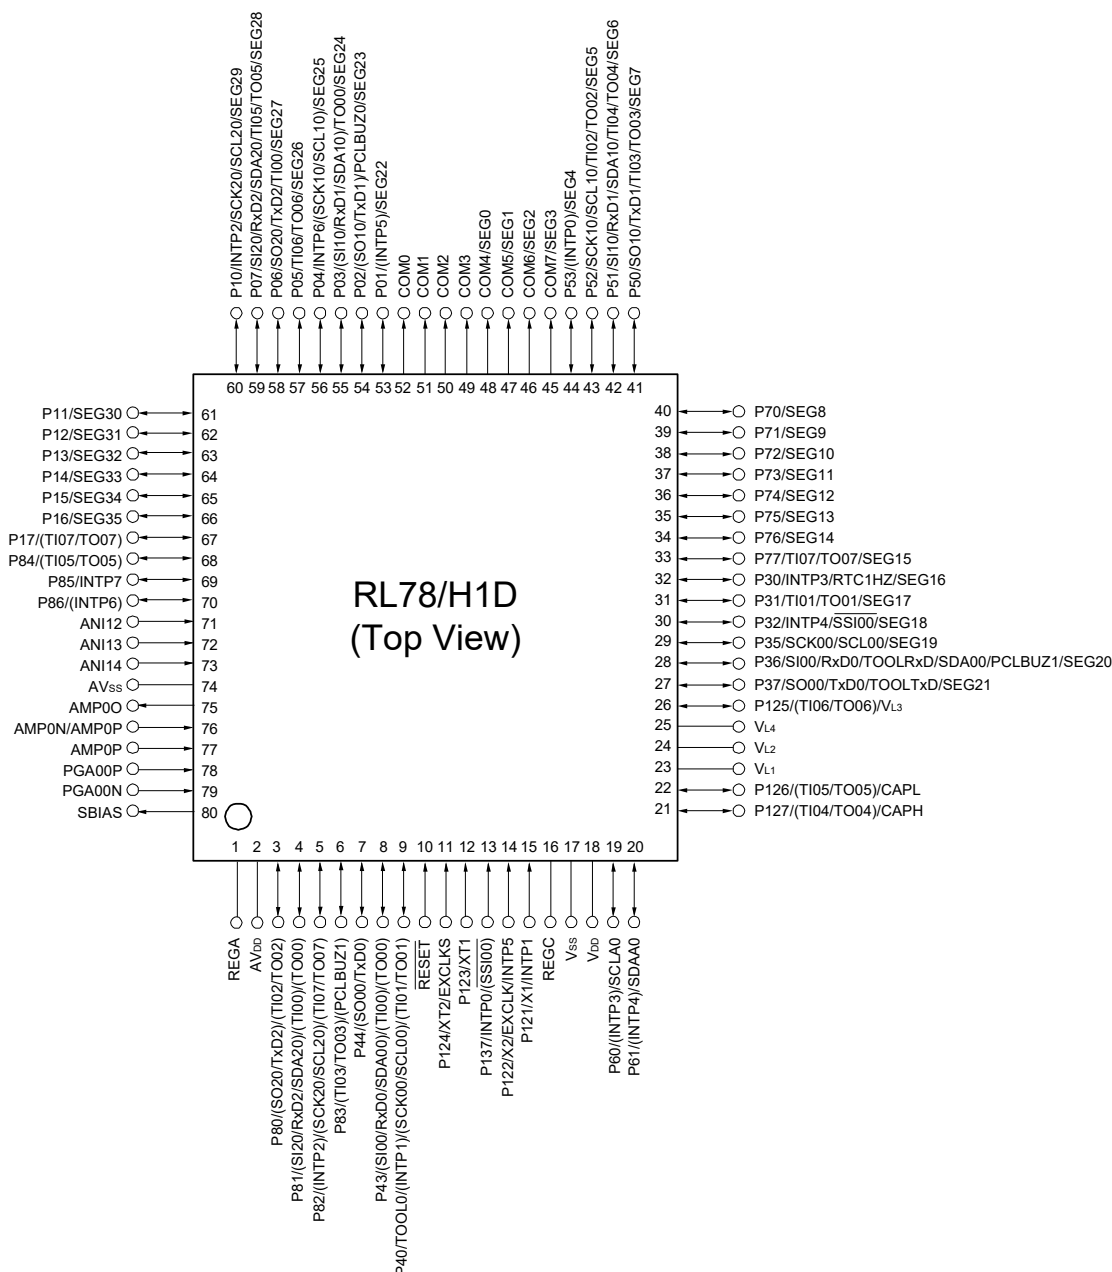 P10/INTP2/SCK20/SCL20/SEG29
P07/SI20/RxD2/SDA20/TI05/TO05/SEG28
P06/SO20/TxD2/TI00/SEG27
P05/TI06/TO06/SEG26
P04/INTP6/(SCK10/SCL10)/SEG25
P03/(SI10/RxD1/SDA10)/TO00/SEG24
P02/(SO10/TxD1)/PCLBUZ0/SEG23
P01/(INTP5)/SEG22
COM0
COM1
COM2
COM3
COM4/SEG0
COM5/SEG1
COM6/SEG2
COM7/SEG3
P53/(INTP0)/SEG4
P52/SCK10/SCL10/TI02/TO02/SEG5
P51/SI10/RxD1/SDA10/TI04/TO04/SEG6
P50/SO10/TxD1/TI03/TO03/SEG7
60 59 58 57 56 55 54 53 52 51 50 49 48 47 46 45 44 43 42 41
P11/SEG30 61
P12/SEG31 62
P13/SEG32 63
P14/SEG33 64
P15/SEG34 65
P16/SEG35 66
P17/(TI07/TO07) 67
P84/(TI05/TO05) 68
P85/INTP7 69
P86/(INTP6) 70
ANI12 71
ANI13 72
ANI14 73
AVSS 74
AMP0O 75
AMP0N/AMP0P 76
AMP0P 77
PGA00P 78
PGA00N 79
SBIAS 80
RL78/H1D
(Top View)
40 P70/SEG8
39 P71/SEG9
38 P72/SEG10
37 P73/SEG11
36 P74/SEG12
35 P75/SEG13
34 P76/SEG14
33 P77/TI07/TO07/SEG15
32 P30/INTP3/RTC1HZ/SEG16
31 P31/TI01/TO01/SEG17
30 P32/INTP4/SSI00/SEG18
29 P35/SCK00/SCL00/SEG19
28 P36/SI00/RxD0/TOOLRxD/SDA00/PCLBUZ1/SEG20
27 P37/SO00/TxD0/TOOLTxD/SEG21
26 P125/(TI06/TO06)/VL3
25 VL4
24 VL2
23 VL1
22 P126/(TI05/TO05)/CAPL
21 P127/(TI04/TO04)/CAPH
1 2 3 4 5 6 7 8 9 10 11 12 13 14 15 16 17 18 19 20
REGA
AVDD
P80/(SO20/TxD2)/(TI02/TO02)
P81/(SI20/RxD2/SDA20)/(TI00)/(TO00)
P82/(INTP2)/(SCK20/SCL20)/(TI07/TO07)
P83/(TI03/TO03)/(PCLBUZ1)
P44/(SO00/TxD0)
P43/(SI00/RxD0/SDA00)/(TI00)/(TO00)
P40/TOOL0/(INTP1)/(SCK00/SCL00)/(TI01/TO01)
RESET
P124/XT2/EXCLKS
P123/XT1
P137/INTP0/(SSI00)
P122/X2/EXCLK/INTP5
P121/X1/INTP1
REGC
VSS
VDD
P60/(INTP3)/SCLA0
P61/(INTP4)/SDAA0